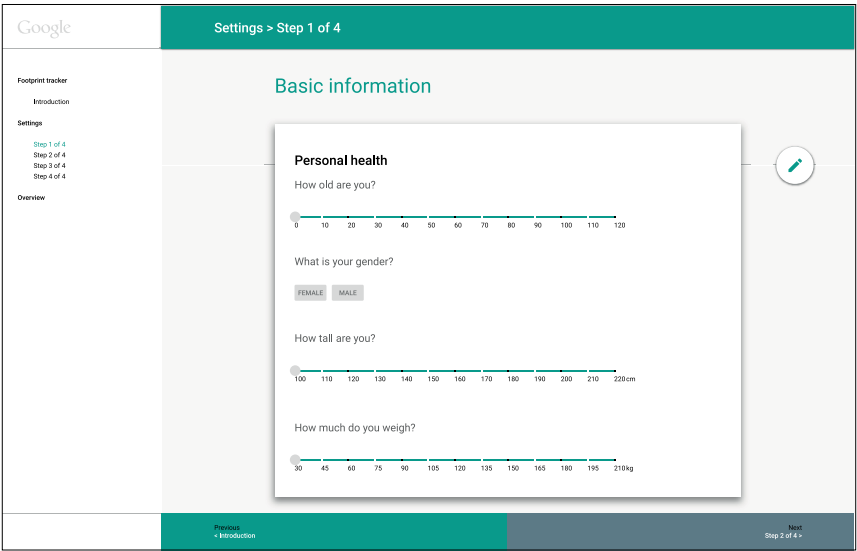 Google
Settings > Step 1 of 4
Footprint tracker
Introduction
Settings
Step 1 of 4
Step 2 of 4
Step 3 of 4
Step 4 of 4
Overview
Basic information
Personal health
How old are you?
0 10 20 30 40 50 60 70 80 90 100 110 120
What is your gender?
FEMALE MALE
How tall are you?
100 110 120 130 140 150 160 170 180 190 200 210 220cm
How much do you weigh?
30 45 60 75 90 105 120 135 150 165 180 195 210kg
Previous
< Introduction
Next
Step 2 of 4 >